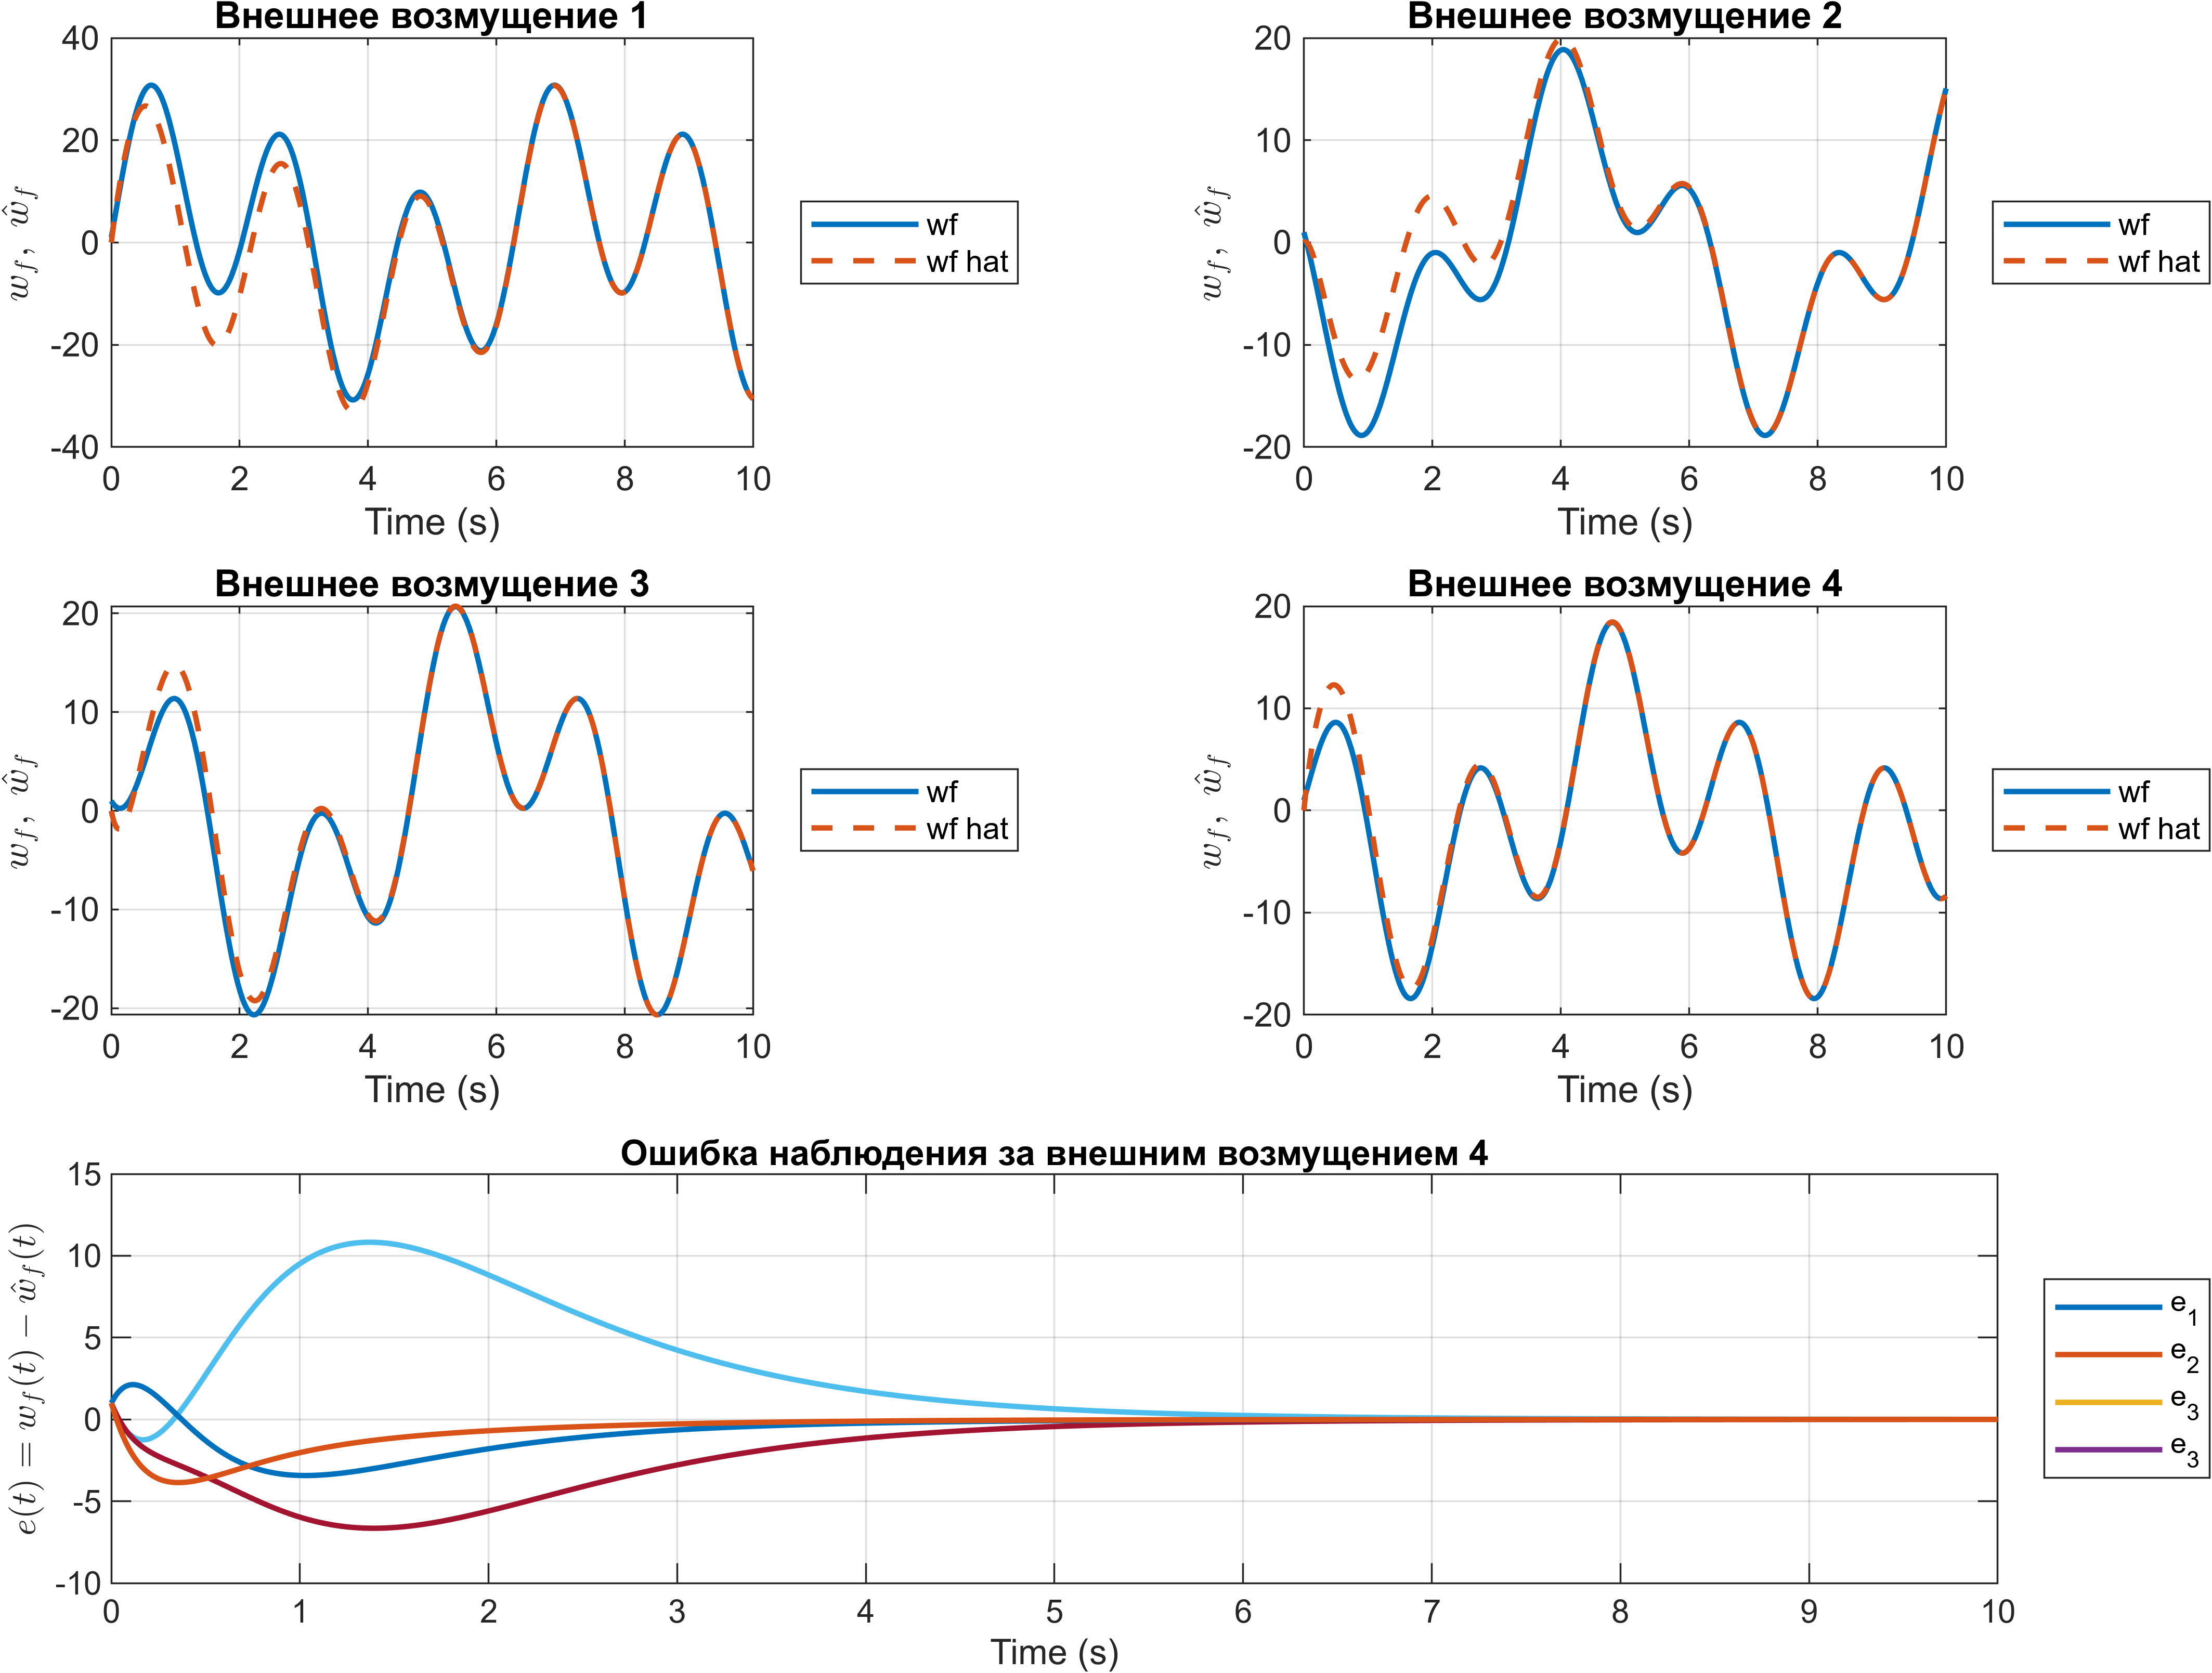 Внешнее возмущение 1
40
20
0
-20
-40
w_f, ŵ_f
0 2 4 6 8 10
Time (s)
wf
wf hat
Внешнее возмущение 2
20
10
0
-10
-20
w_f, ŵ_f
0 2 4 6 8 10
Time (s)
wf
wf hat
Внешнее возмущение 3
20
10
0
-10
-20
w_f, ŵ_f
0 2 4 6 8 10
Time (s)
wf
wf hat
Внешнее возмущение 4
20
10
0
-10
-20
w_f, ŵ_f
0 2 4 6 8 10
Time (s)
wf
wf hat
Ошибка наблюдения за внешним возмущением 4
15
10
5
0
-5
-10
e(t) = w_f(t) − ŵ_f(t)
0 1 2 3 4 5 6 7 8 9 10
Time (s)
e_1
e_2
e_3
e_3